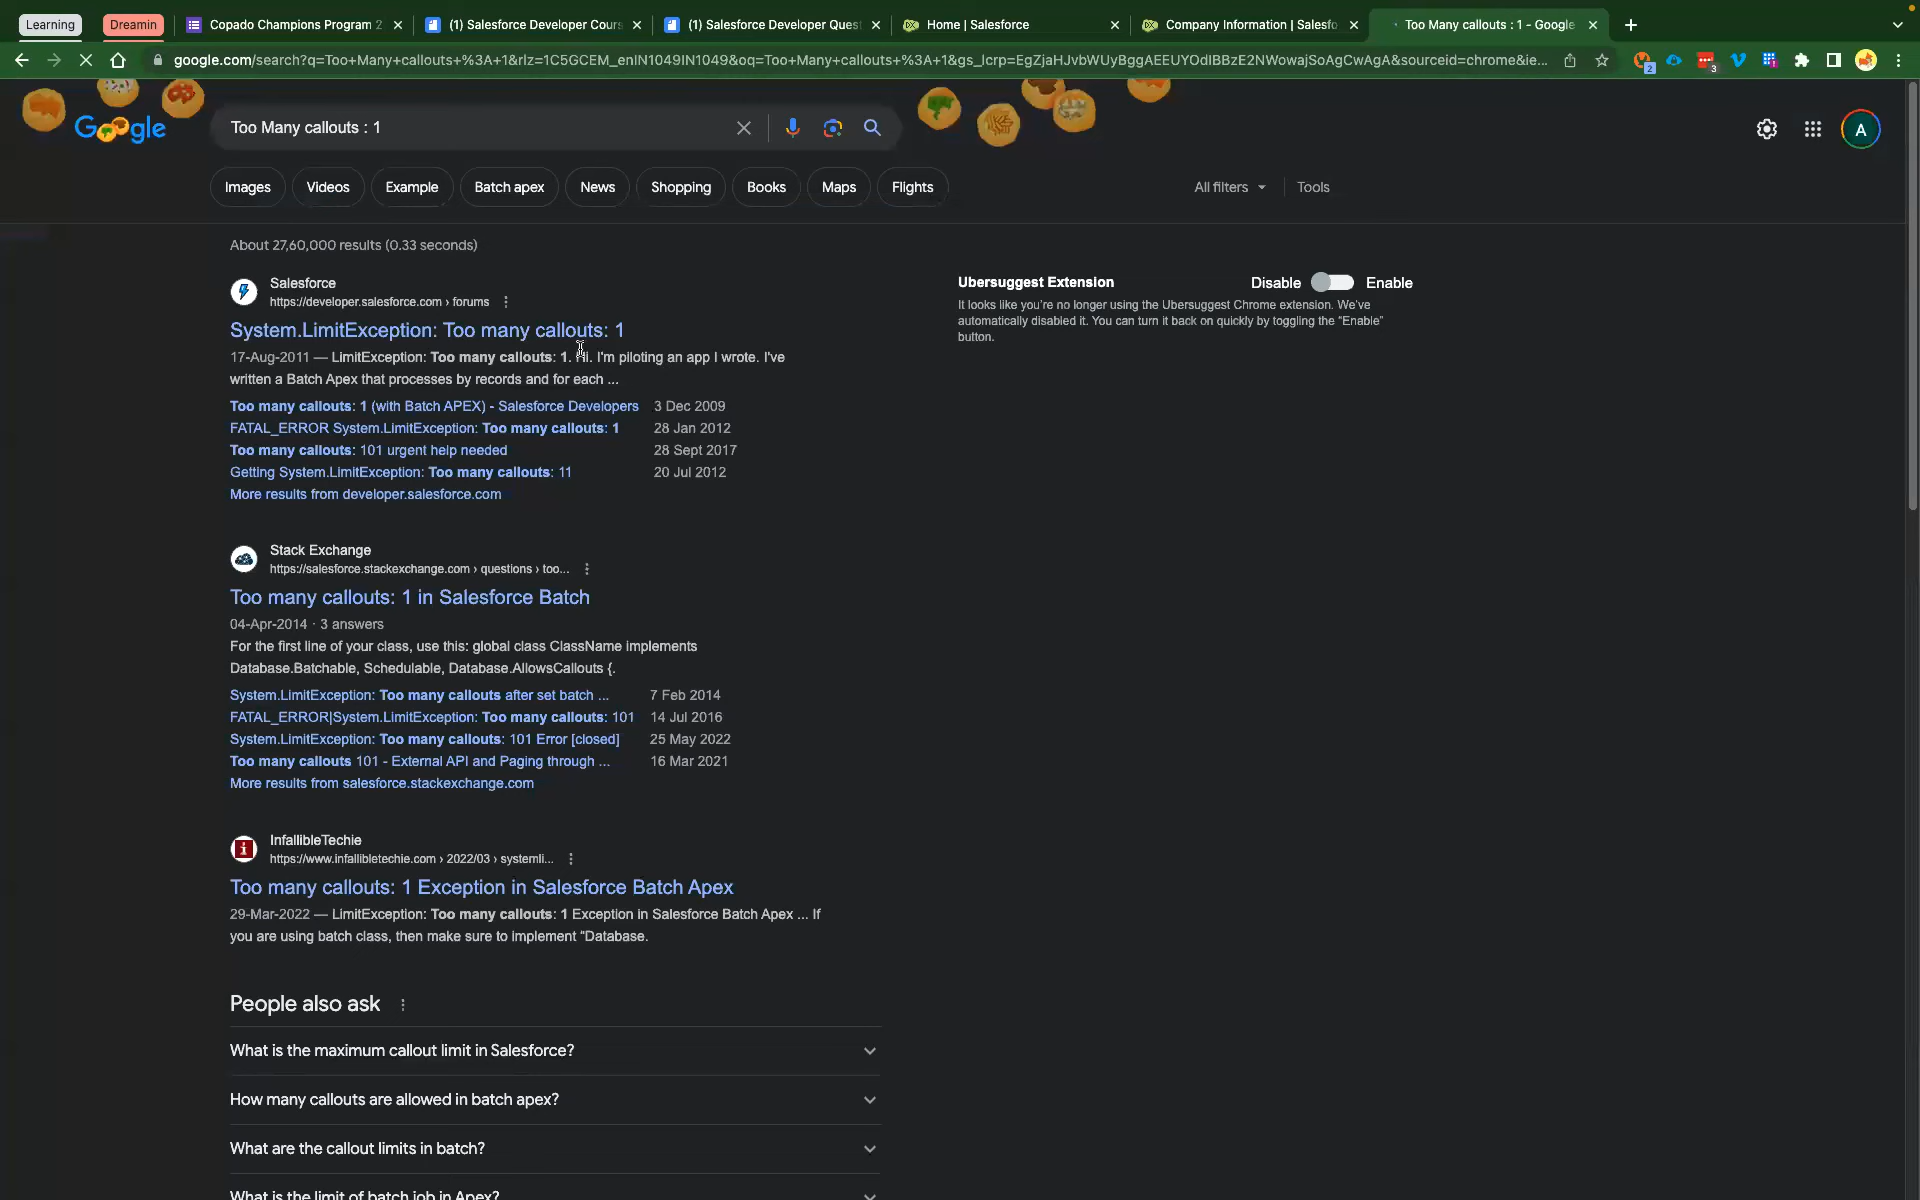 Learning
Dreamin
Copado Champions Program 2
(1) Salesforce Developer Cours
(1) Salesforce Developer Ques
Home | Salesforce
Company Information | Salesfo
Too Many callouts : 1 - Google
google.com/search?q=Too+Many+callouts+%3A+1&rlz=1C5GCEM_enIN1049IN1049&oq=Too+Many+callouts+%3A+1&gs_lcrp=EgZjaHJvbWUyBggAEEUYOdIBBzE2NWowajSoAgCwAgA&sourceid=chrome&ie...
2
3
Google
Too Many callouts : 1
A
Images
Videos
Example
Batch apex
News
Shopping
Books
Maps
Flights
All filters
Tools
About 27,60,000 results (0.33 seconds)
Salesforce
https://developer.salesforce.com › forums
System.LimitException: Too many callouts: 1
17-Aug-2011 — LimitException: Too many callouts: 1. Hi. I'm piloting an app I wrote. I've
written a Batch Apex that processes by records and for each ...
Too many callouts: 1 (with Batch APEX) - Salesforce Developers 3 Dec 2009
FATAL_ERROR System.LimitException: Too many callouts: 1 28 Jan 2012
Too many callouts: 101 urgent help needed 28 Sept 2017
Getting System.LimitException: Too many callouts: 11 20 Jul 2012
More results from developer.salesforce.com
Ubersuggest Extension
Disable
Enable
It looks like you're no longer using the Ubersuggest Chrome extension. We've
automatically disabled it. You can turn it back on quickly by toggling the "Enable"
button.
Stack Exchange
https://salesforce.stackexchange.com › questions › too...
Too many callouts: 1 in Salesforce Batch
04-Apr-2014 · 3 answers
For the first line of your class, use this: global class ClassName implements
Database.Batchable, Schedulable, Database.AllowsCallouts {.
System.LimitException: Too many callouts after set batch ... 7 Feb 2014
FATAL_ERROR|System.LimitException: Too many callouts: 101 14 Jul 2016
System.LimitException: Too many callouts: 101 Error [closed] 25 May 2022
Too many callouts 101 - External API and Paging through ... 16 Mar 2021
More results from salesforce.stackexchange.com
InfallibleTechie
https://www.infallibletechie.com › 2022/03 › systemli...
Too many callouts: 1 Exception in Salesforce Batch Apex
29-Mar-2022 — LimitException: Too many callouts: 1 Exception in Salesforce Batch Apex ... If
you are using batch class, then make sure to implement “Database.
People also ask
What is the maximum callout limit in Salesforce?
How many callouts are allowed in batch apex?
What are the callout limits in batch?
What is the limit of batch job in Apex?